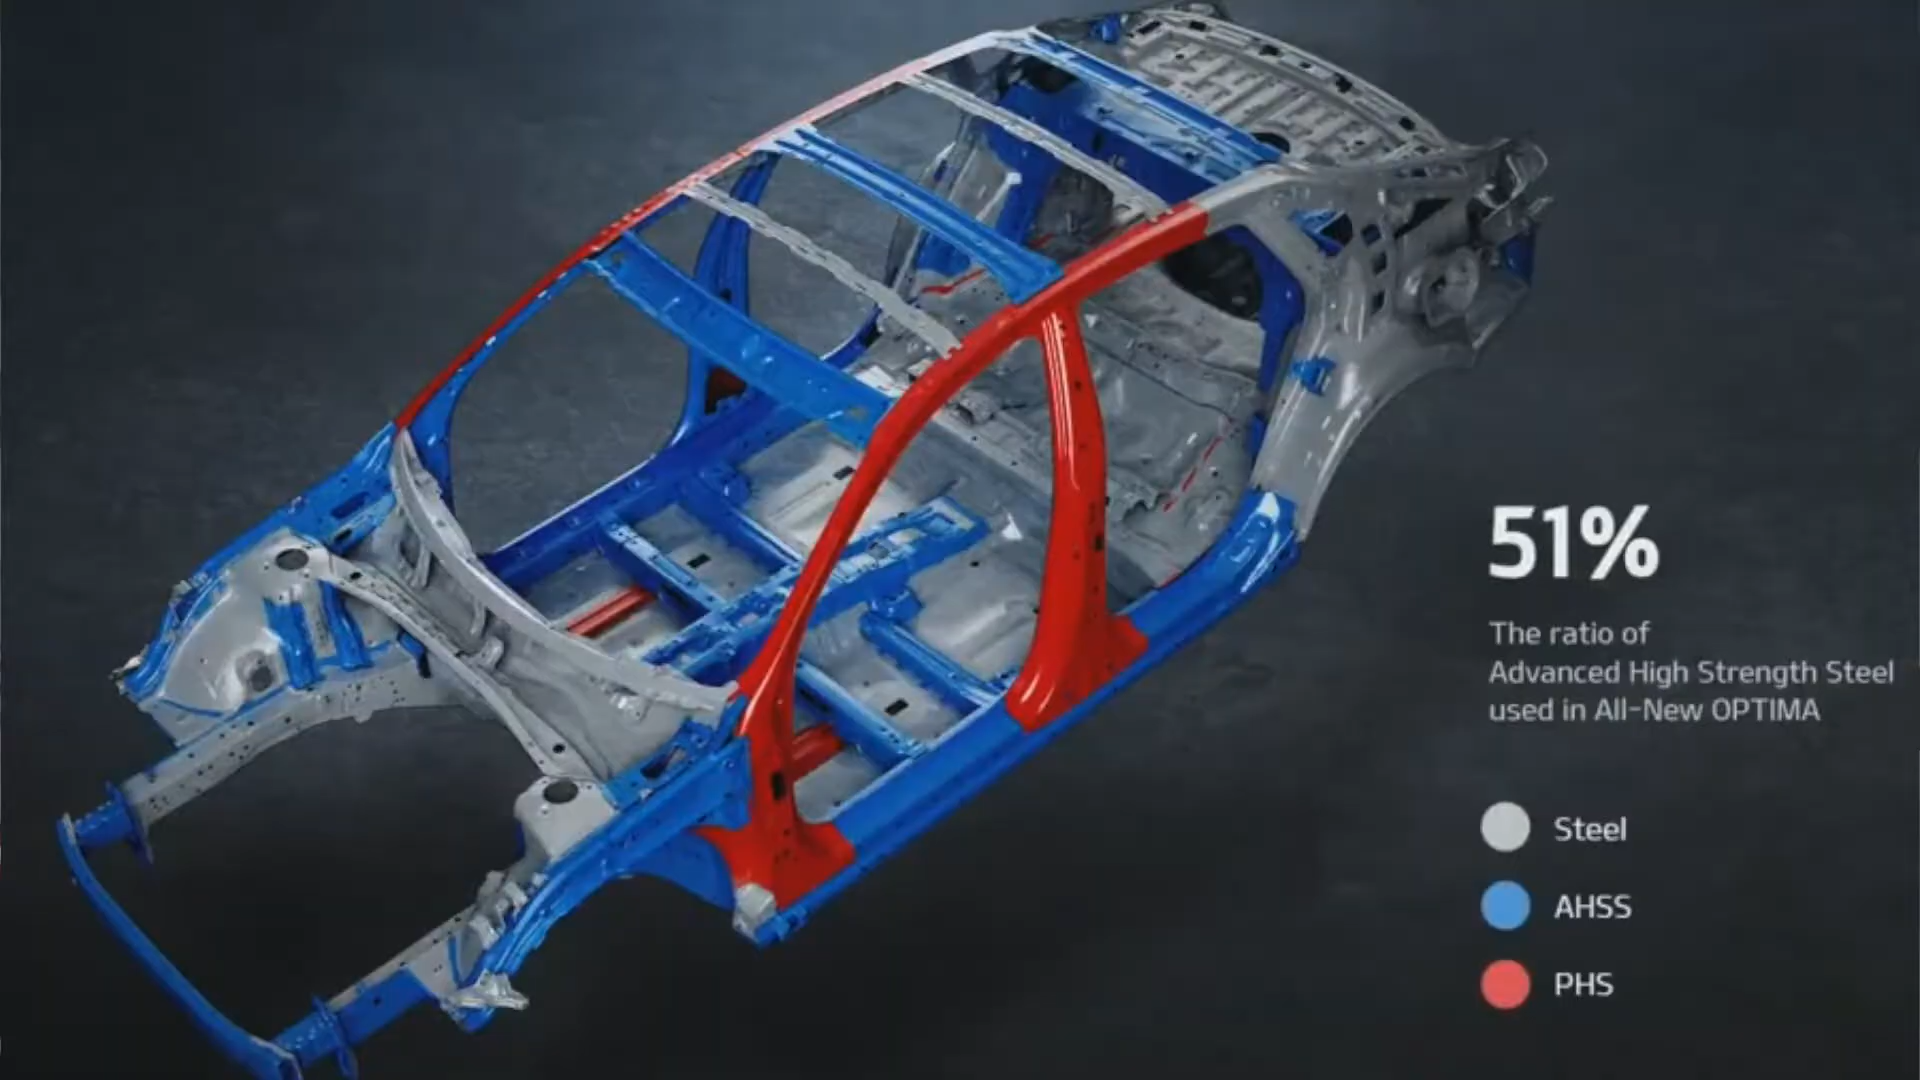 51%
The ratio of
Advanced High Strength Steel
used in All-New OPTIMA
Steel
AHSS
PHS